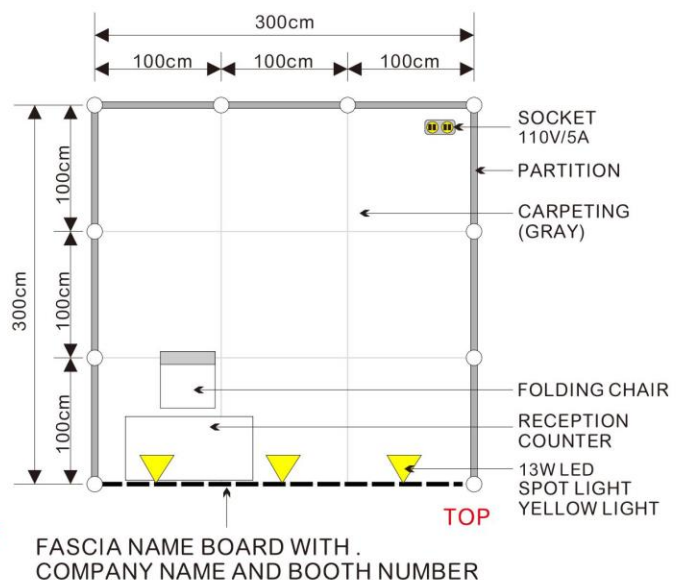 300cm
100cm
100cm
100cm
300cm
100cm
100cm
100cm
SOCKET
110V/5A
PARTITION
CARPETING
(GRAY)
FOLDING CHAIR
RECEPTION
COUNTER
13W LED
SPOT LIGHT
YELLOW LIGHT
TOP
FASCIA NAME BOARD WITH .
COMPANY NAME AND BOOTH NUMBER